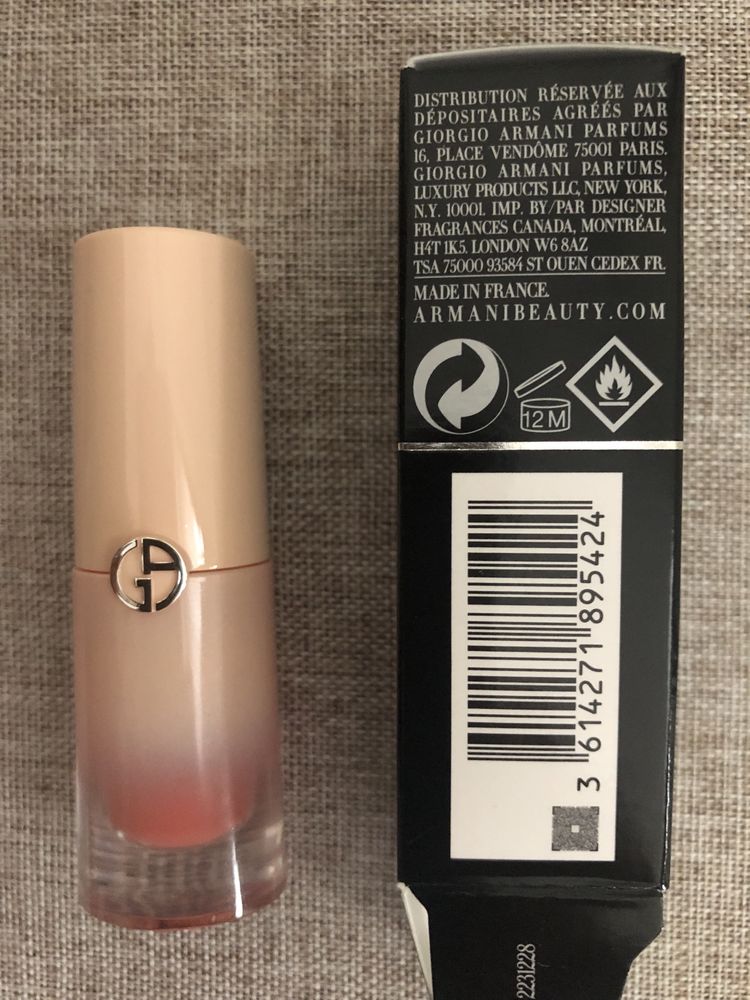 DISTRIBUTION RÉSERVÉE AUX
DÉPOSITAIRES AGRÉÉS PAR
GIORGIO ARMANI PARFUMS
16, PLACE VENDÔME 75001 PARIS.
GIORGIO ARMANI PARFUMS,
LUXURY PRODUCTS LLC, NEW YORK,
N.Y. 10001. IMP. BY/PAR DESIGNER
FRAGRANCES CANADA, MONTRÉAL,
H4T 1K5. LONDON W6 8AZ
TSA 75000 93584 ST OUEN CEDEX FR.
MADE IN FRANCE.
ARMANIBEAUTY.COM
12 M
3 614271 895424
2231228
GA